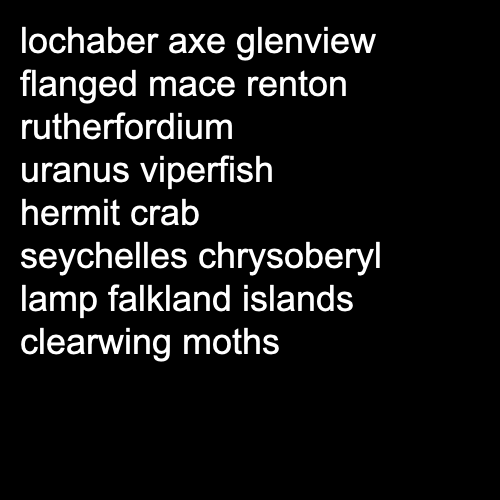 lochaber axe glenview
flanged mace renton
rutherfordium
uranus viperfish
hermit crab
seychelles chrysoberyl
lamp falkland islands
clearwing moths